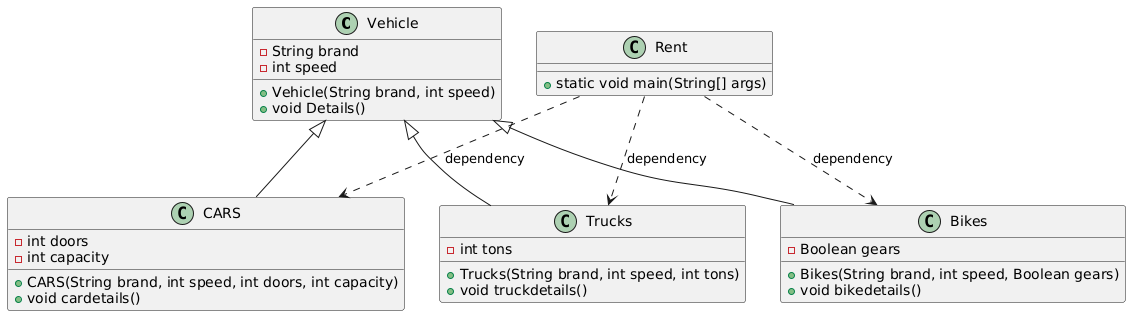 C Vehicle
String brand
int speed
Vehicle(String brand, int speed)
void Details()
C Rent
static void main(String[] args)
dependency
dependency
dependency
C CARS
int doors
int capacity
CARS(String brand, int speed, int doors, int capacity)
void cardetails()
C Trucks
int tons
Trucks(String brand, int speed, int tons)
void truckdetails()
C Bikes
Boolean gears
Bikes(String brand, int speed, Boolean gears)
void bikedetails()